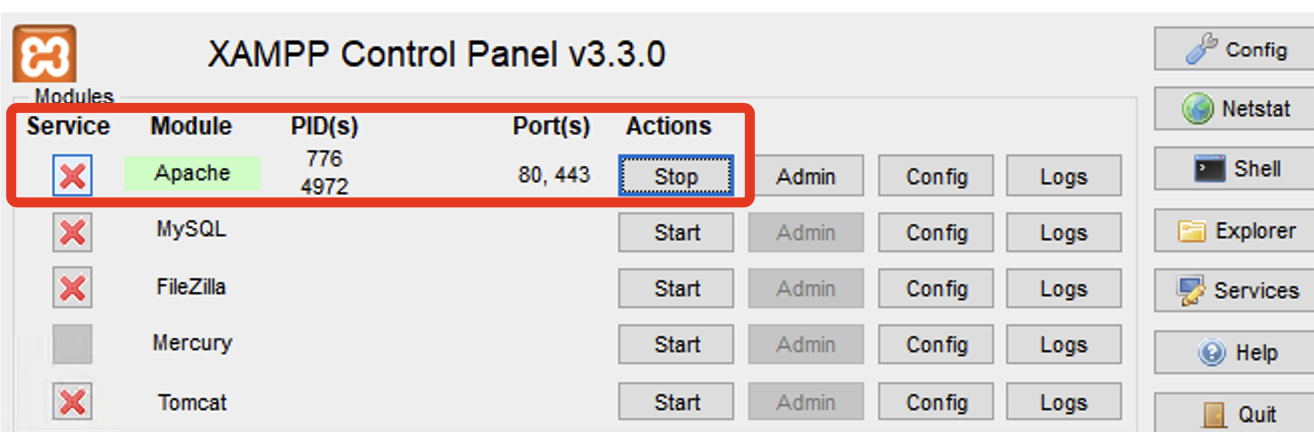 XAMPP Control Panel v3.3.0
Modules
Service Module PID(s) Port(s) Actions
Apache 776 4972 80, 443 Stop Admin Config Logs
MySQL Start Admin Config Logs
FileZilla Start Admin Config Logs
Mercury Start Admin Config Logs
Tomcat Start Admin Config Logs
Config
Netstat
Shell
Explorer
Services
Help
Quit